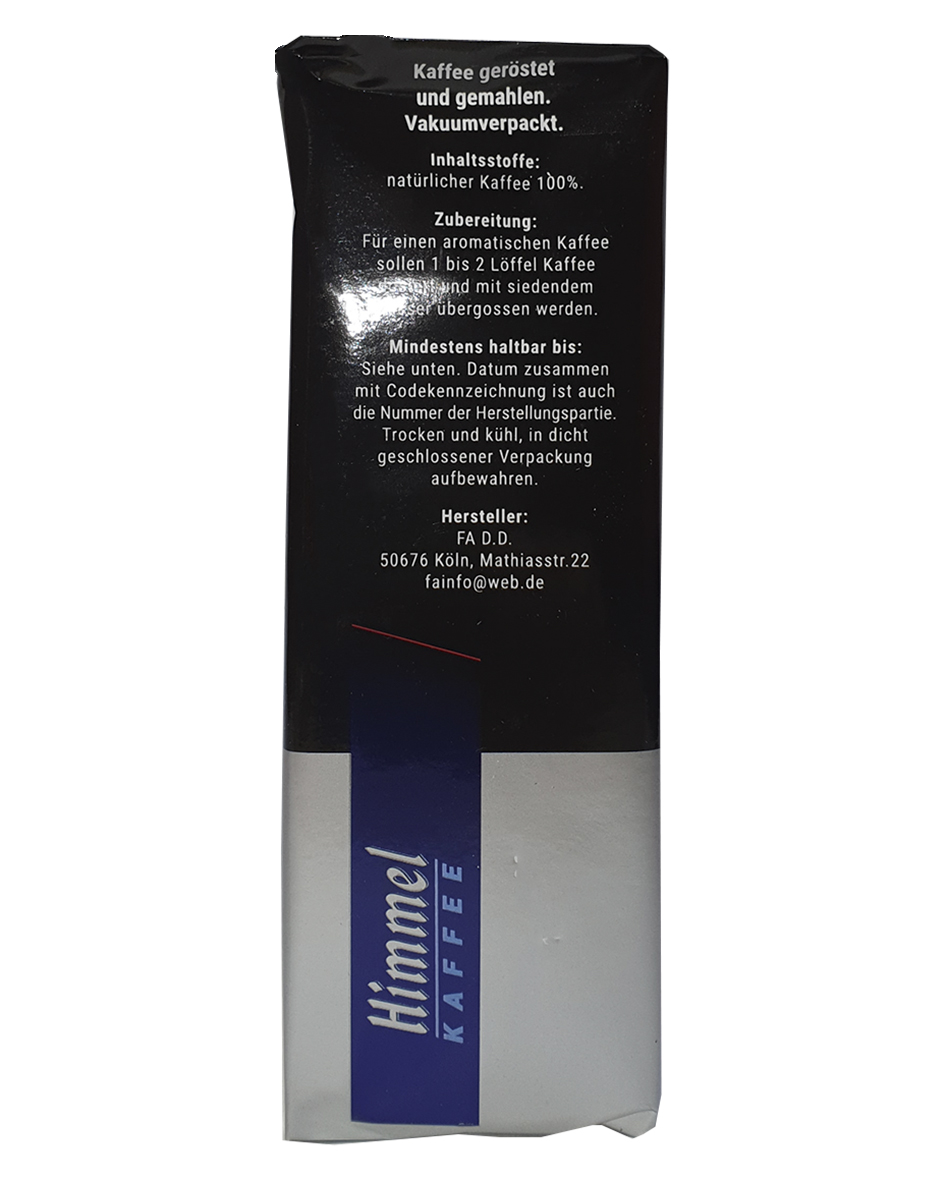 Kaffee geröstet
und gemahlen.
Vakuumverpackt.
Inhaltsstoffe:
natürlicher Kaffee 100%.
Zubereitung:
Für einen aromatischen Kaffee
sollen 1 bis 2 Löffel Kaffee
und mit siedendem
übergossen werden.
Mindestens haltbar bis:
Siehe unten. Datum zusammen
mit Codekennzeichnung ist auch
die Nummer der Herstellungspartie.
Trocken und kühl, in dicht
geschlossener Verpackung
aufbewahren.
Hersteller:
FA D.D.
50676 Köln, Mathiasstr.22
fainfo@web.de
Himmel
KAFFEE